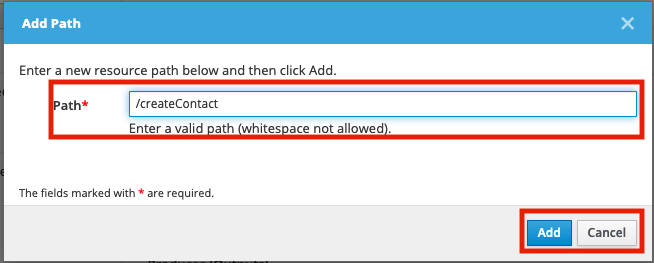 Add Path
Enter a new resource path below and then click Add.
Path* /createContact
Enter a valid path (whitespace not allowed).
The fields marked with * are required.
Add Cancel